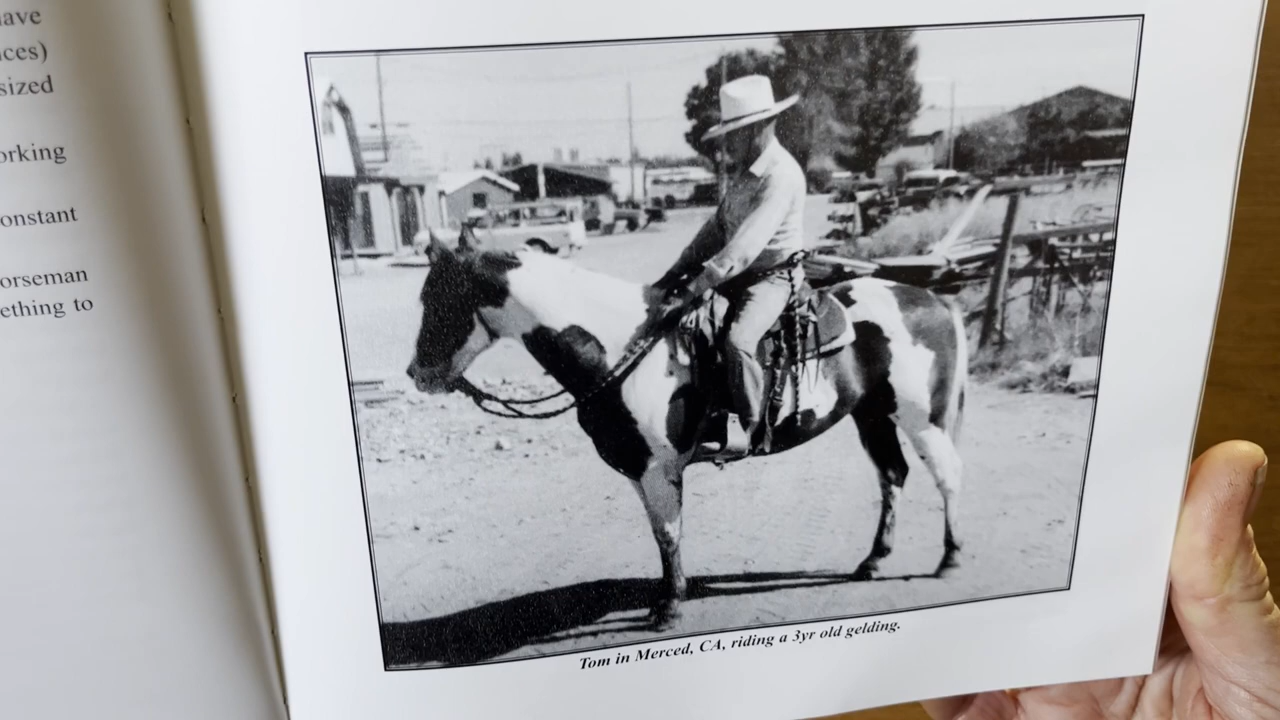 ave
ces)
sized
orking
onstant
orseman
ething to
Tom in Merced, CA, riding a 3yr old gelding.